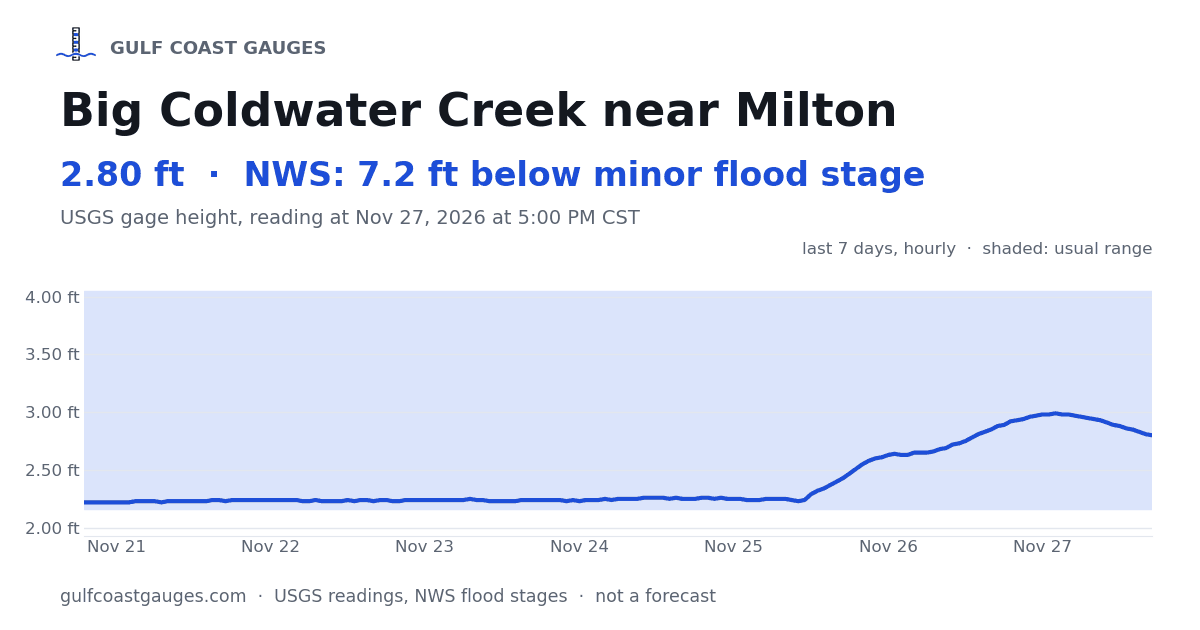 GULF COAST GAUGES
Big Coldwater Creek near Milton
2.80 ft · NWS: 7.2 ft below minor flood stage
USGS gage height, reading at Nov 27, 2026 at 5:00 PM CST
last 7 days, hourly · shaded: usual range
4.00 ft
3.50 ft
3.00 ft
2.50 ft
2.00 ft
Nov 21 Nov 22 Nov 23 Nov 24 Nov 25 Nov 26 Nov 27
gulfcoastgauges.com · USGS readings, NWS flood stages · not a forecast